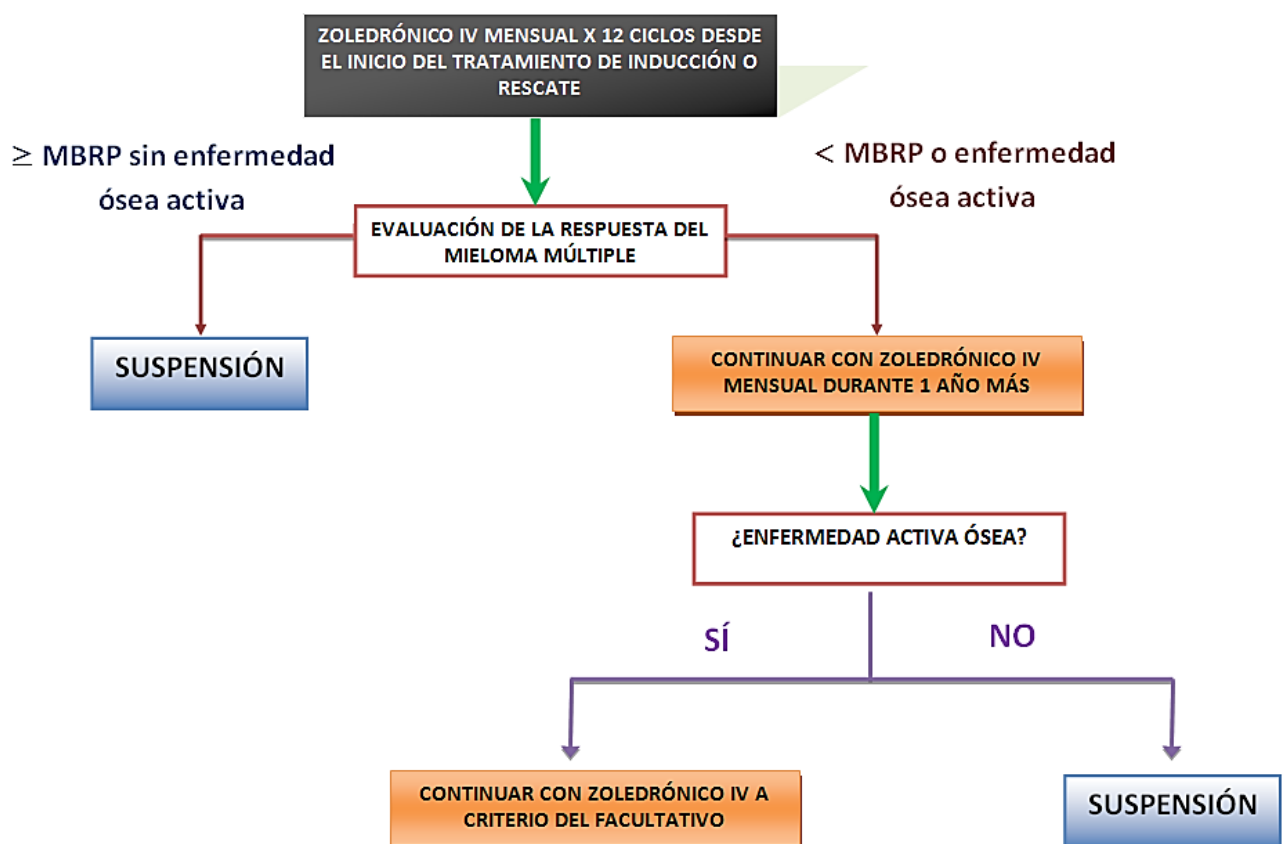 ZOLEDRÓNICO IV MENSUAL X 12 CICLOS DESDE
EL INICIO DEL TRATAMIENTO DE INDUCCIÓN O
RESCATE
≥ MBRP sin enfermedad
ósea activa
< MBRP o enfermedad
ósea activa
EVALUACIÓN DE LA RESPUESTA DEL
MIELOMA MÚLTIPLE
SUSPENSIÓN
CONTINUAR CON ZOLEDRÓNICO IV
MENSUAL DURANTE 1 AÑO MÁS
¿ENFERMEDAD ACTIVA ÓSEA?
SÍ
NO
CONTINUAR CON ZOLEDRÓNICO IV A
CRITERIO DEL FACULTATIVO
SUSPENSIÓN